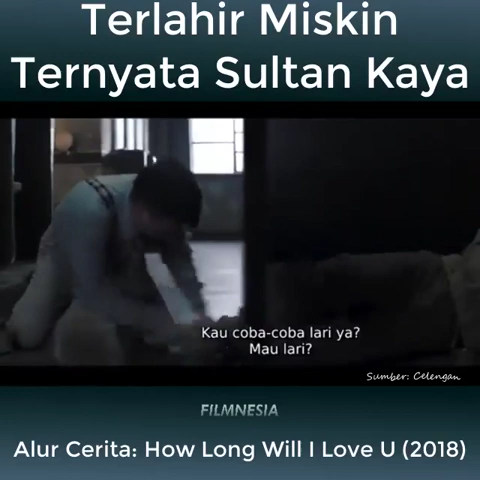 Terlahir Miskin
Ternyata Sultan Kaya
Kau coba-coba lari ya?
Mau lari?
Sumber: Celengan
FILMNESIA
Alur Cerita: How Long Will I Love U (2018)